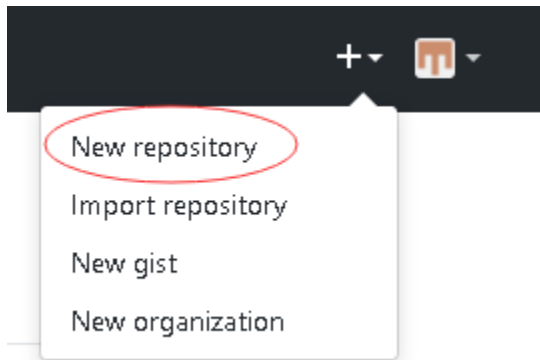 New repository
Import repository
New gist
New organization